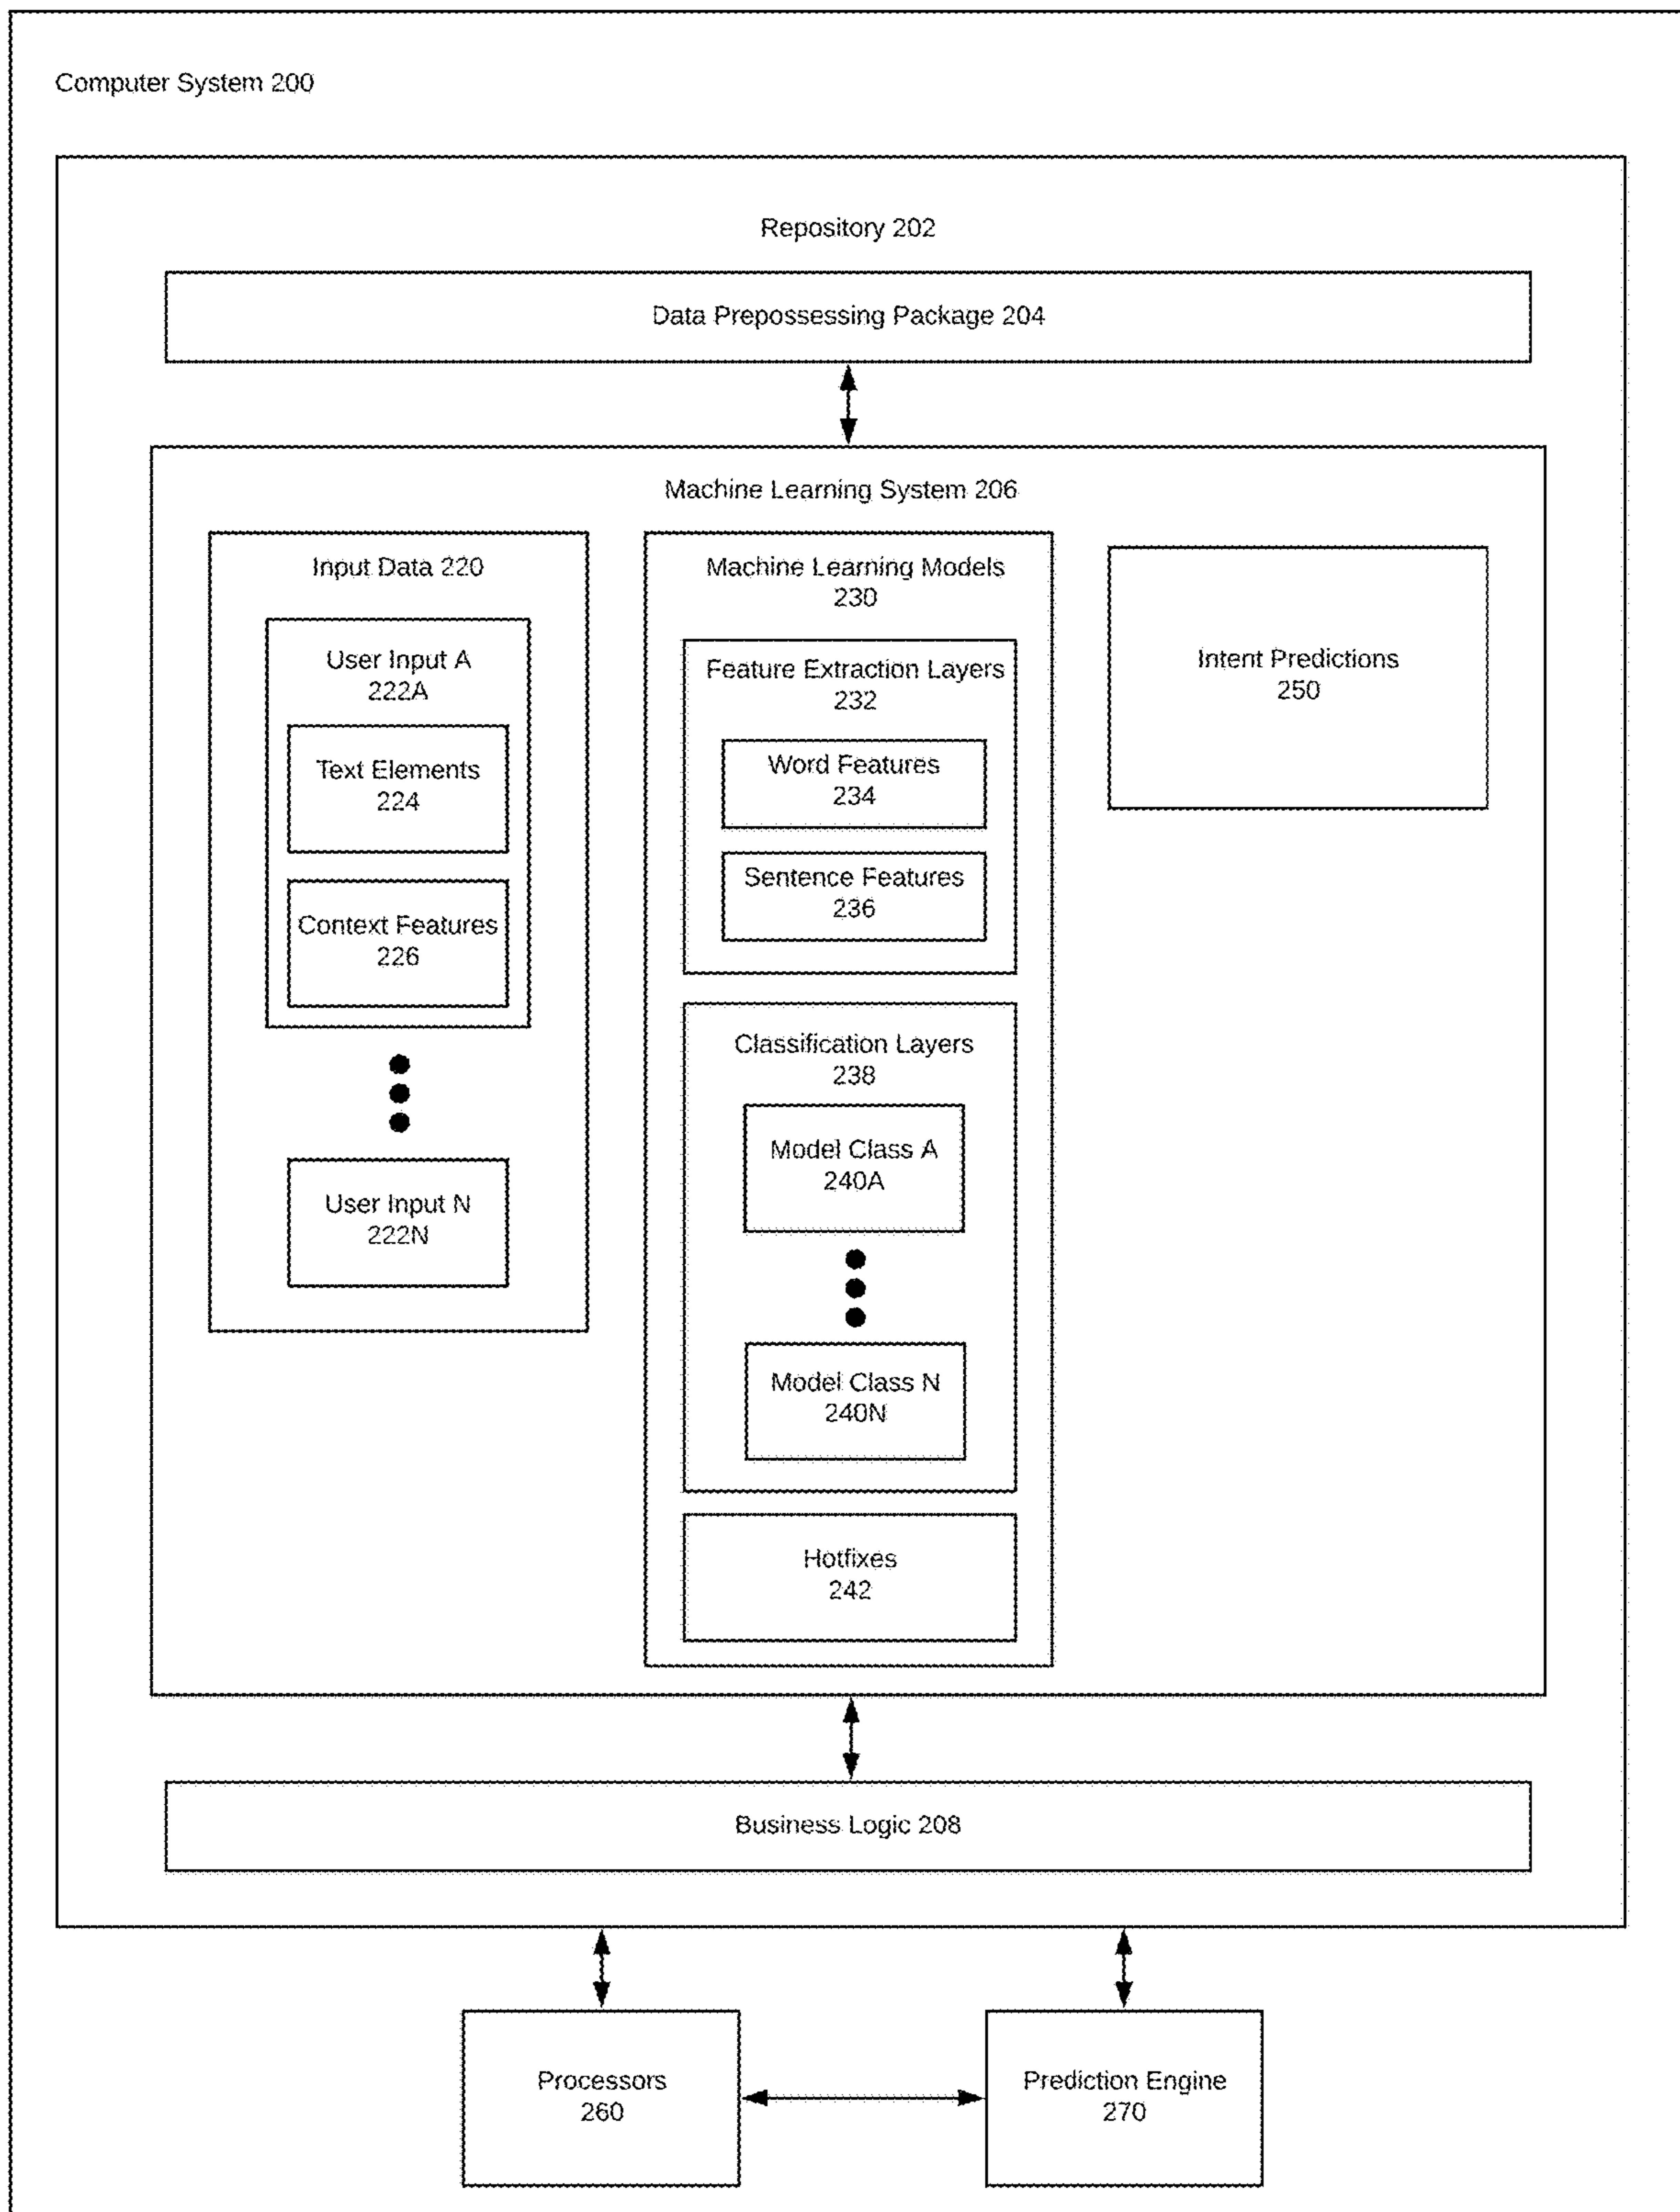 Computer System 200
Repository 202
Data Prepossessing Package 204
Machine Learning System 206
Input Data 220
User Input A
222A
Text Elements
224
Context Features
226
User Input N
222N
Machine Learning Models
230
Feature Extraction Layers
232
Word Features
234
Sentence Features
236
Classification Layers
238
Model Class A
240A
Model Class N
240N
Hotfixes
242
Intent Predictions
250
Business Logic 208
Processors
260
Prediction Engine
270